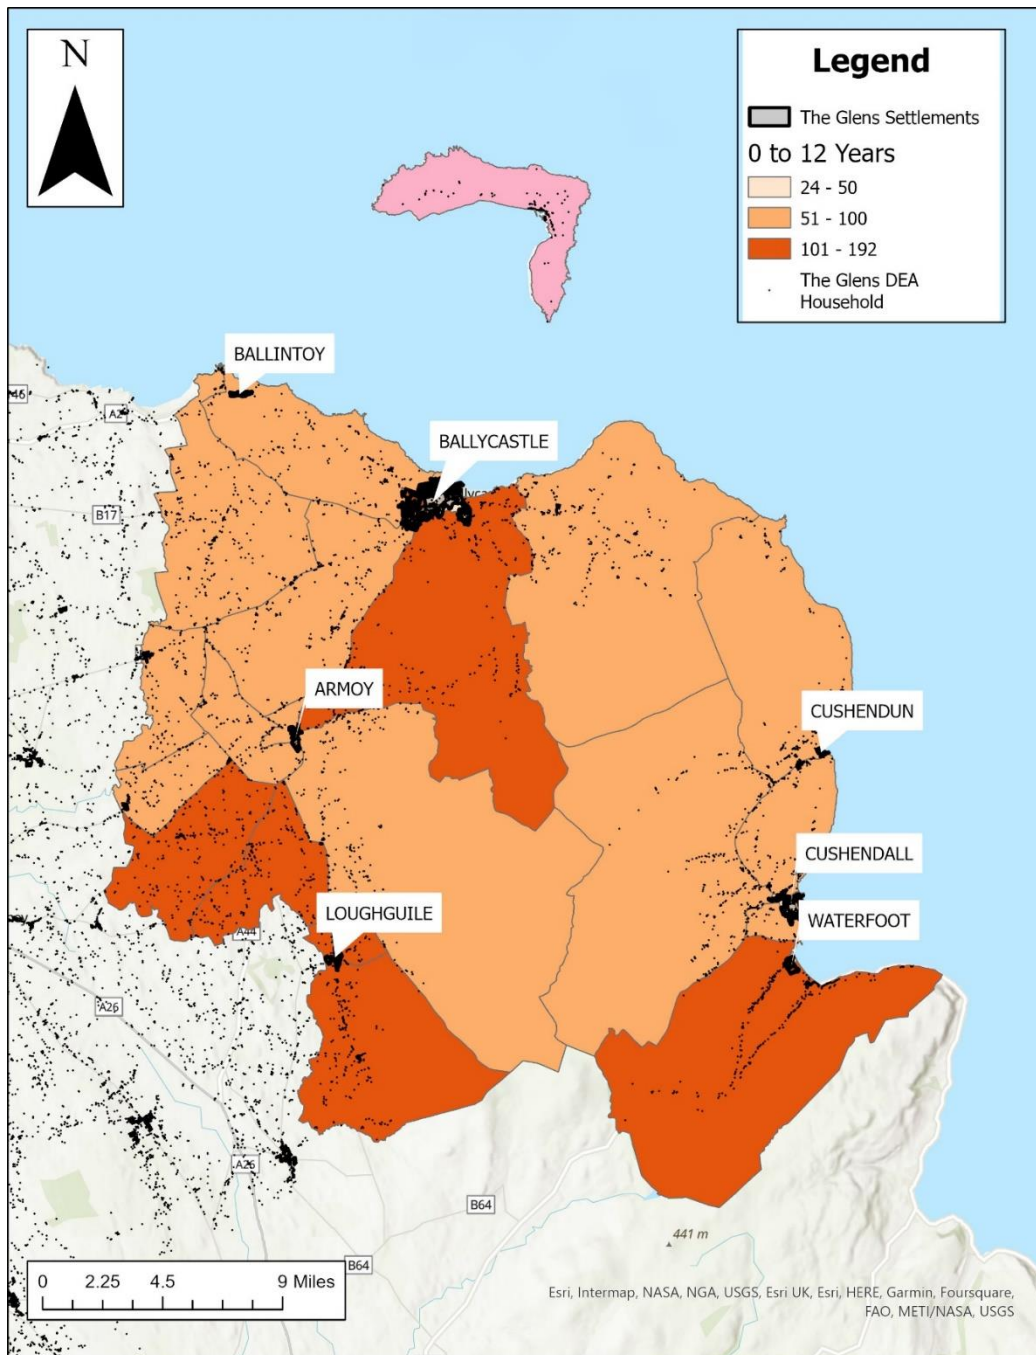 N
Legend
The Glens Settlements
0 to 12 Years
24 - 50
51 - 100
101 - 192
The Glens DEA
Household
BALLINTOY
A2
BALLYCASTLE
B17
ARMOY
CUSHENDUN
CUSHENDALL
LOUGHGUILE
WATERFOOT
A44
A26
A26
B64
441 m
B64
0 2.25 4.5 9 Miles
Esri, Intermap, NASA, NGA, USGS, Esri UK, Esri, HERE, Garmin, Foursquare,
FAO, METI/NASA, USGS